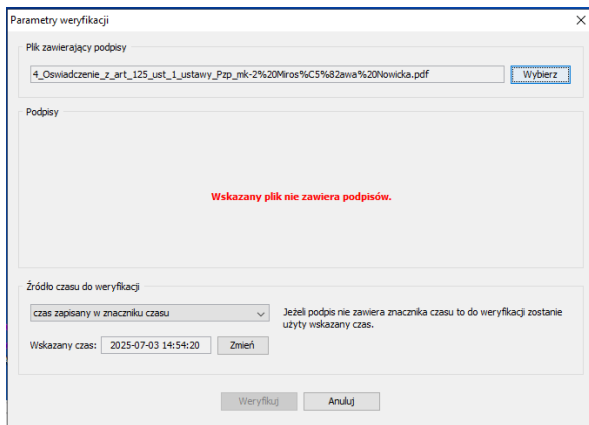 Parametry weryfikacji
Plik zawierający podpisy
4_Oswiadczenie_z_art_125_ust_1_ustawy_Pzp_mk-2%20Miros%C5%82awa%20Nowicka.pdf
Wybierz
Podpisy
Wskazany plik nie zawiera podpisów.
Źródło czasu do weryfikacji
czas zapisany w znaczniku czasu
Jeżeli podpis nie zawiera znacznika czasu to do weryfikacji zostanie
użyty wskazany czas.
Wskazany czas:
2025-07-03 14:54:20
Zmień
Weryfikuj
Anuluj